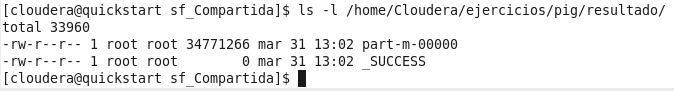 [cloudera@quickstart sf_Compartida]$ ls -l /home/Cloudera/ejercicios/pig/resultado/
total 33960
-rw-r--r-- 1 root root 34771266 mar 31 13:02 part-m-00000
-rw-r--r-- 1 root root        0 mar 31 13:02 _SUCCESS
[cloudera@quickstart sf_Compartida]$